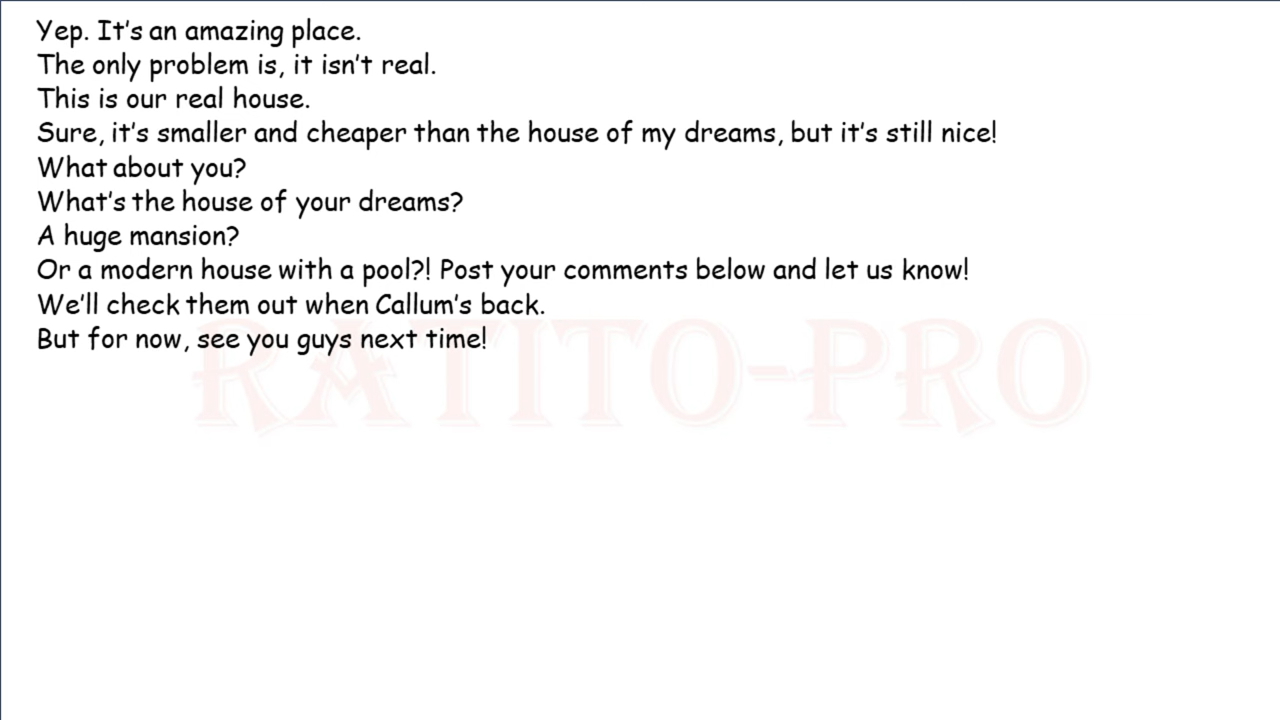 Yep. It's an amazing place.
The only problem is, it isn't real.
This is our real house.
Sure, it's smaller and cheaper than the house of my dreams, but it's still nice!
What about you?
What's the house of your dreams?
A huge mansion?
Or a modern house with a pool?! Post your comments below and let us know!
We'll check them out when Callum's back.
But for now, see you guys next time!
RATITO-PRO